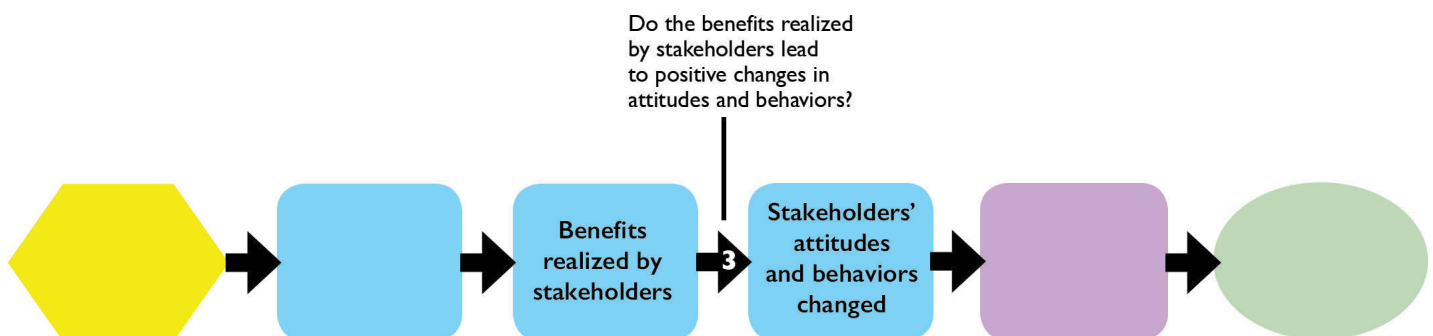 Do the benefits realized
by stakeholders lead
to positive changes in
attitudes and behaviors?
Benefits
realized by
stakeholders
3
Stakeholders’
attitudes
and behaviors
changed